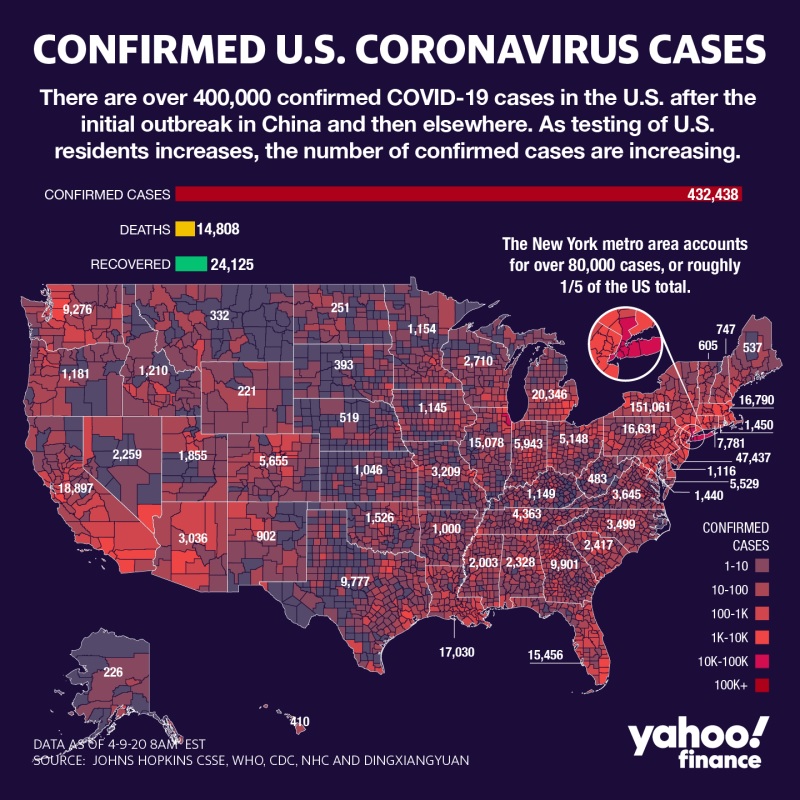 CONFIRMED U.S. CORONAVIRUS CASES
There are over 400,000 confirmed COVID-19 cases in the U.S. after the
initial outbreak in China and then elsewhere. As testing of U.S.
residents increases, the number of confirmed cases are increasing.
CONFIRMED CASES 432,438
DEATHS 14,808
RECOVERED 24,125
The New York metro area accounts
for over 80,000 cases, or roughly
1/5 of the US total.
9,276
332
251
1,154
747
605
537
1,181
1,210
221
393
2,710
20,346
151,061
16,790
519
1,145
16,631
1,450
7,781
2,259
1,855
5,655
15,078
5,943
5,148
47,437
1,116
5,529
1,440
18,897
1,046
3,209
483
3,645
1,149
4,363
3,499
3,036
902
1,526
1,000
2,417
2,003
2,328
9,901
9,777
17,030
15,456
226
410
CONFIRMED
CASES
1-10
10-100
100-1K
1K-10K
10K-100K
100K+
DATA AS OF 4-9-20 8AM EST
SOURCE: JOHNS HOPKINS CSSE, WHO, CDC, NHC AND DINGXIANGYUAN
yahoo!
finance